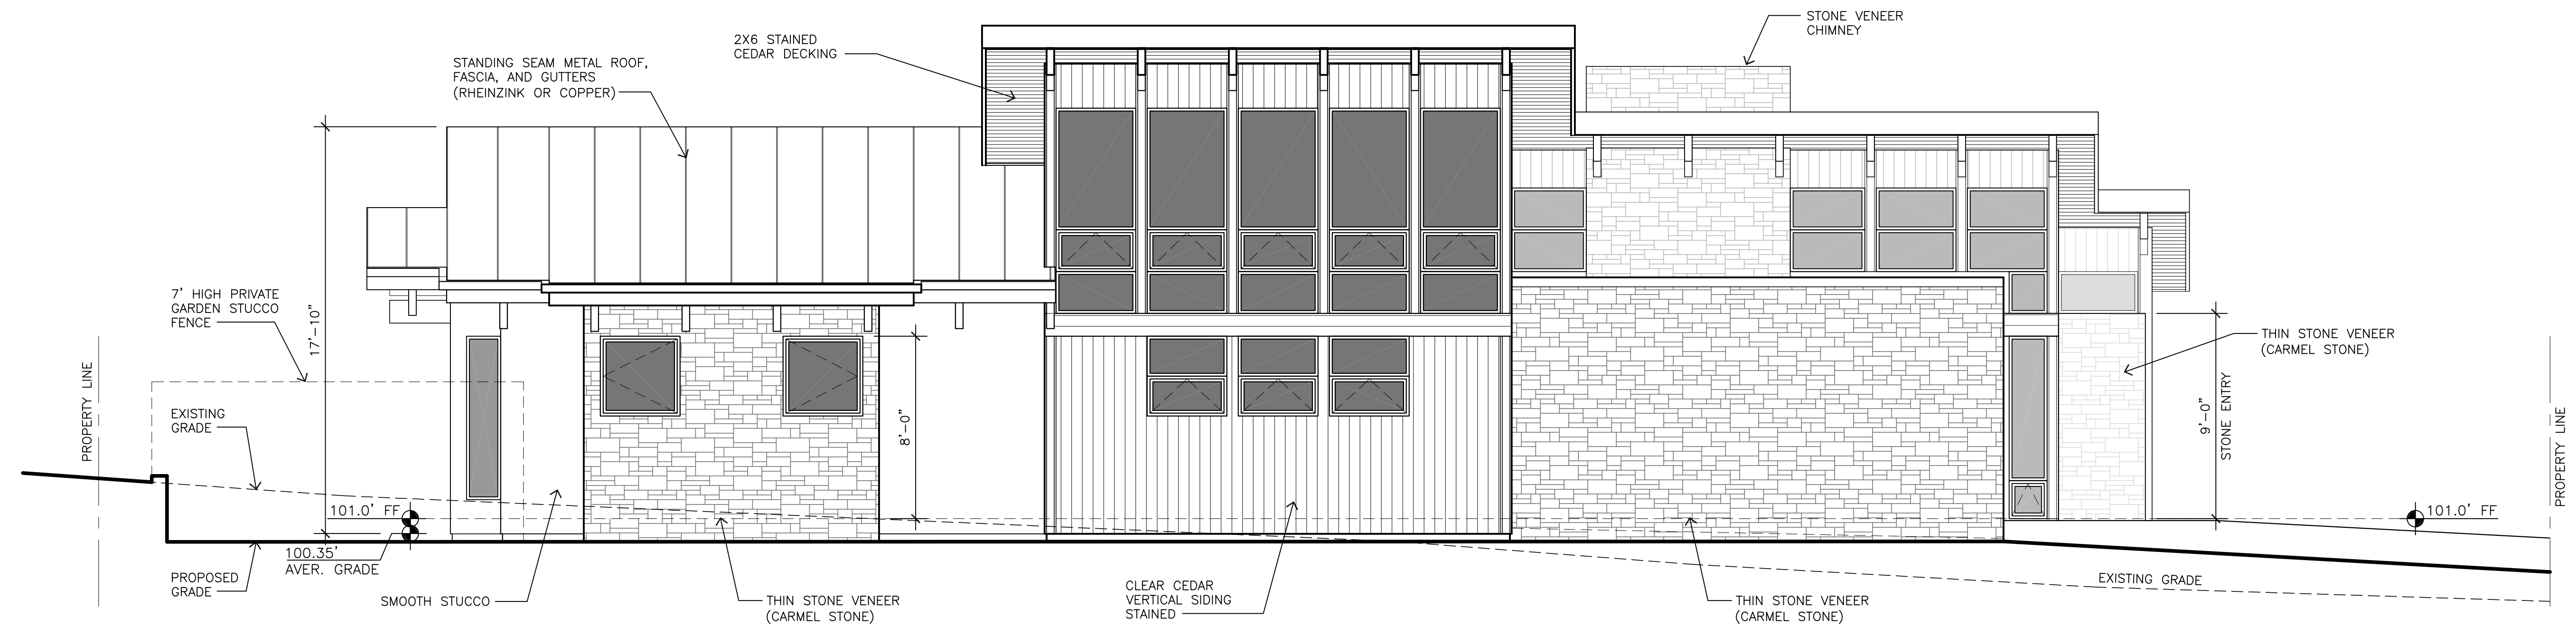 STONE VENEER
CHIMNEY
2X6 STAINED
CEDAR DECKING
STANDING SEAM METAL ROOF,
FASCIA, AND GUTTERS
(RHEINZINK OR COPPER)
17'-10"
7' HIGH PRIVATE
GARDEN STUCCO
FENCE
PROPERTY LINE
EXISTING
GRADE
8'-0"
THIN STONE VENEER
(CARMEL STONE)
9'-0"
STONE ENTRY
PROPERTY LINE
101.0' FF
101.0' FF
100.35'
AVER. GRADE
PROPOSED
GRADE
SMOOTH STUCCO
THIN STONE VENEER
(CARMEL STONE)
CLEAR CEDAR
VERTICAL SIDING
STAINED
THIN STONE VENEER
(CARMEL STONE)
EXISTING GRADE